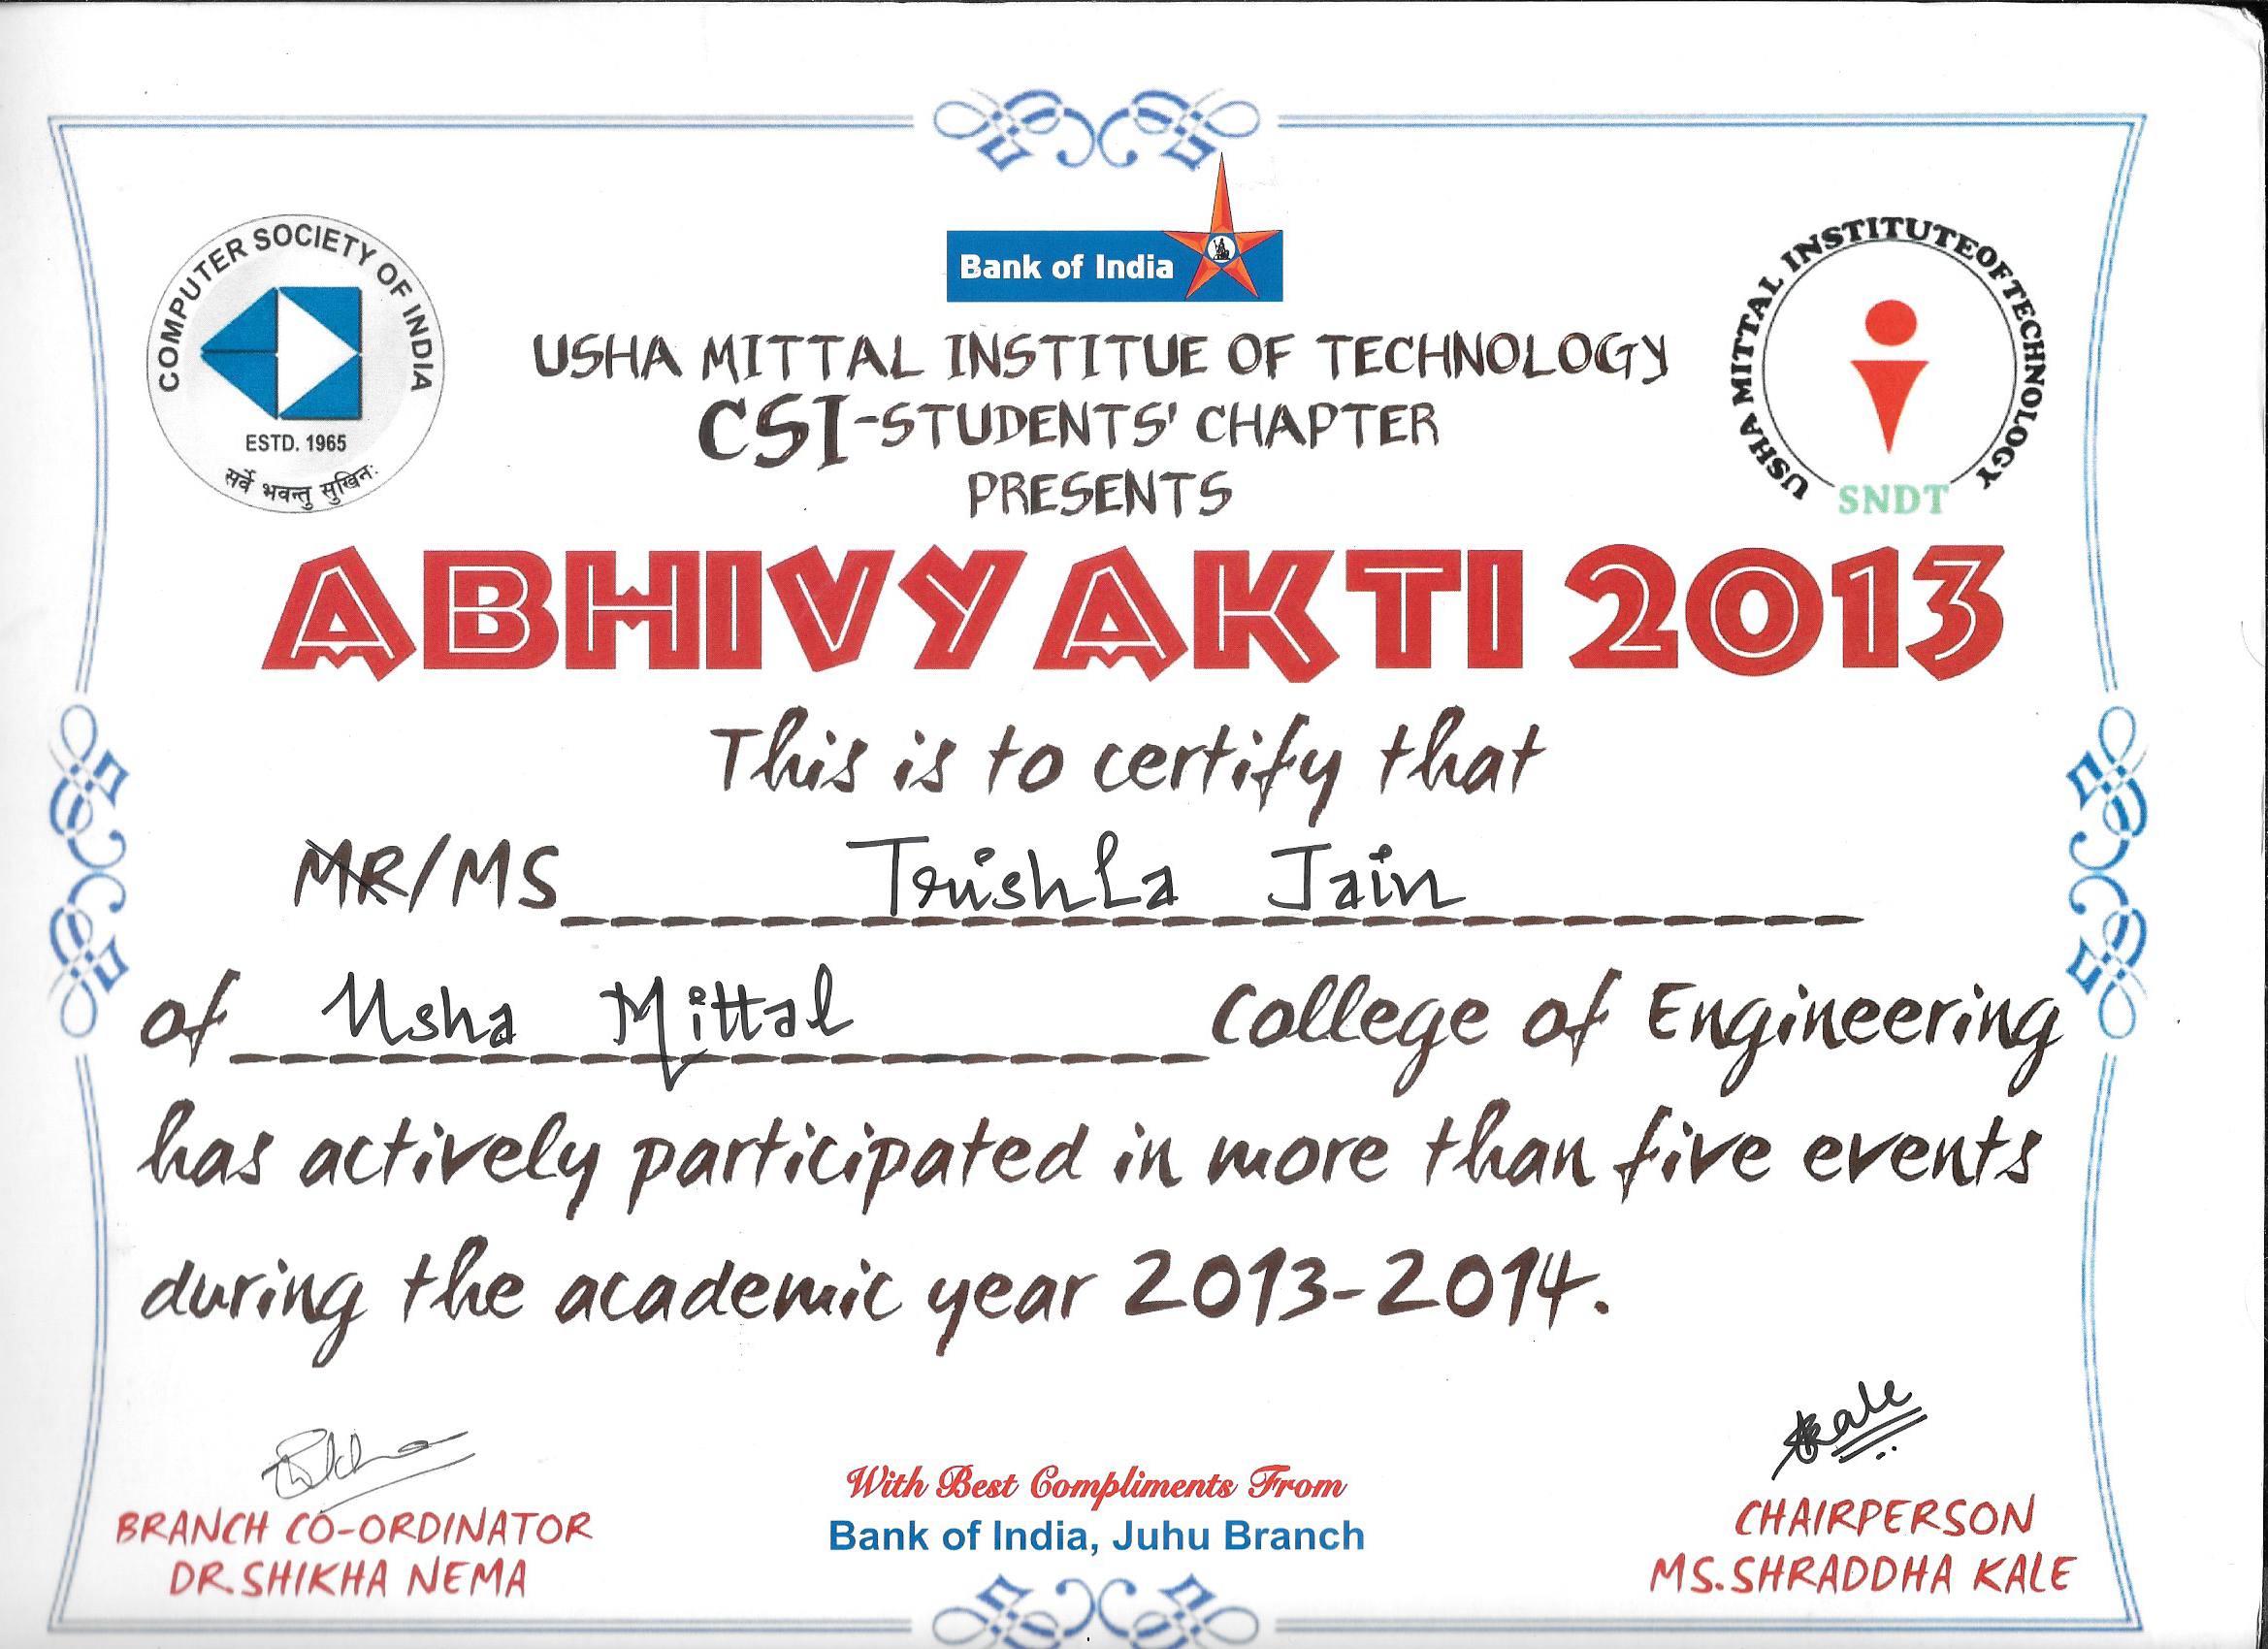 COMPUTER SOCIETY OF INDIA
ESTD. 1965
सर्वे भवन्तु सुखिनः
Bank of India
USHA MITTAL INSTITUTE OF TECHNOLOGY
SNDT
USHA MITTAL INSTITUE OF TECHNOLOGY
CSI-STUDENTS' CHAPTER
PRESENTS
ABHIVYAKTI 2013
This is to certify that
MR/MS Trishla Jain
of Usha Mittal College of Engineering
has actively participated in more than five events
during the academic year 2013-2014.
Kale
BRANCH CO-ORDINATOR
DR.SHIKHA NEMA
With Best Compliments From
Bank of India, Juhu Branch
CHAIRPERSON
MS.SHRADDHA KALE